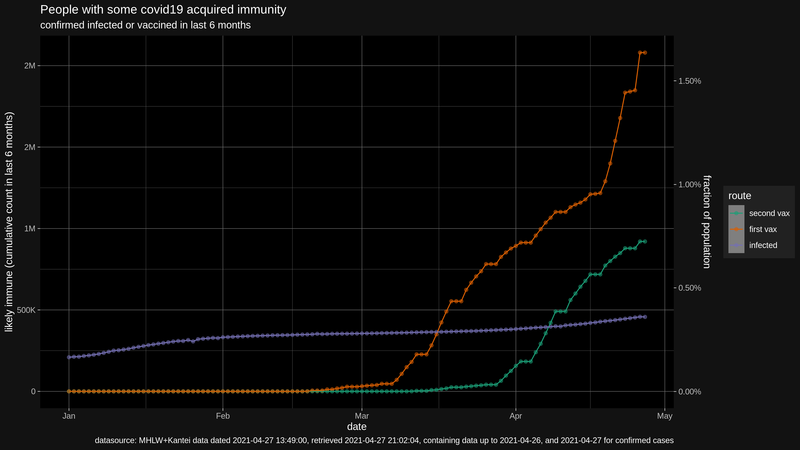 People with some covid19 acquired immunity
confirmed infected or vaccined in last 6 months
likely immune (cumulative count in last 6 months)
2M
2M
1M
500K
0
1.50%
1.00%
0.50%
0.00%
fraction of population
route
second vax
first vax
infected
Jan
Feb
Mar
Apr
May
date
datasource: MHLW+Kantei data dated 2021-04-27 13:49:00, retrieved 2021-04-27 21:02:04, containing data up to 2021-04-26, and 2021-04-27 for confirmed cases